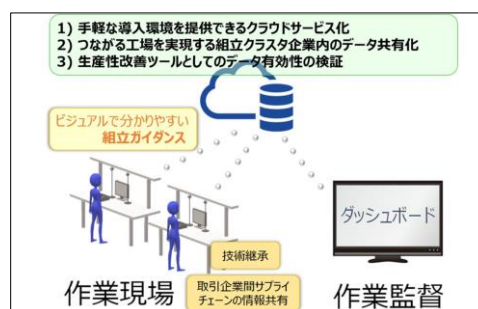 1) 手軽な導入環境を提供できるクラウドサービス化
2) つながる工場を実現する組立クラスタ企業内のデータ共有化
3) 生産性改善ツールとしてのデータ有効性の検証
ビジュアルで分かりやすい
組立ガイダンス
ダッシュボード
技術継承
取引企業間サプライ
チェーンの情報共有
作業現場
作業監督